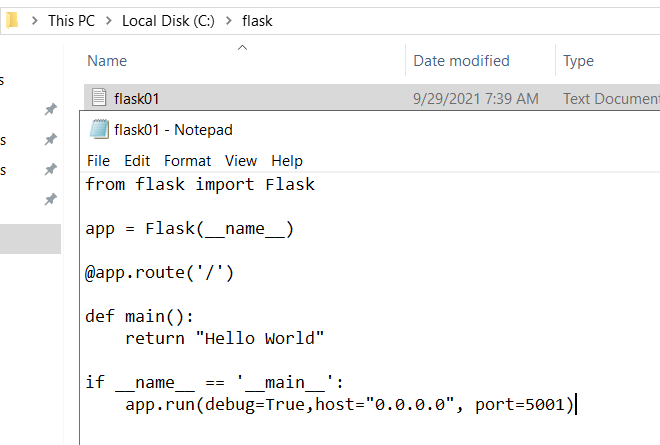 This PC > Local Disk (C:) > flask
Name Date modified Type
flask01 9/29/2021 7:39 AM Text Document
flask01 - Notepad
File Edit Format View Help
from flask import Flask
app = Flask(__name__)
@app.route('/')
def main():
    return "Hello World"
if __name__ == '__main__':
    app.run(debug=True,host="0.0.0.0", port=5001)